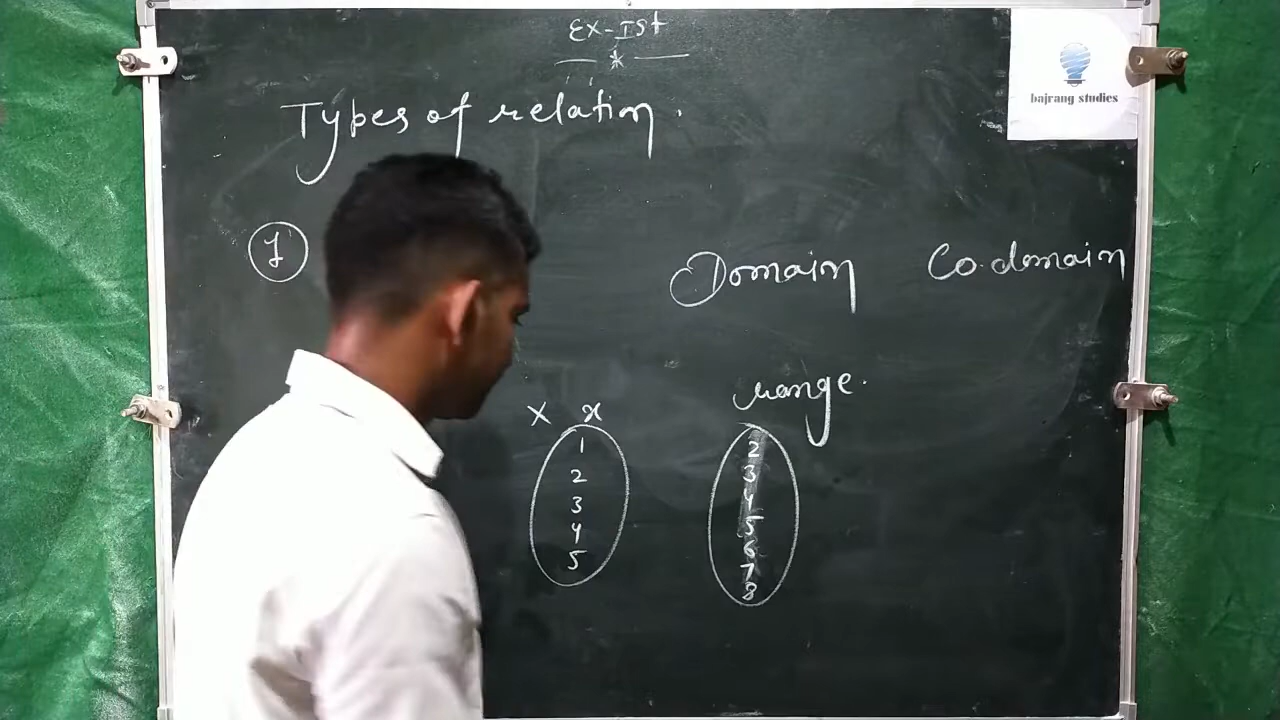 Ex-Ist
*
bajrang studies
Types of relation.
1
Domain Co-domain
range.
X x
1
2
3
4
5
2
3
4
5
6
7
8